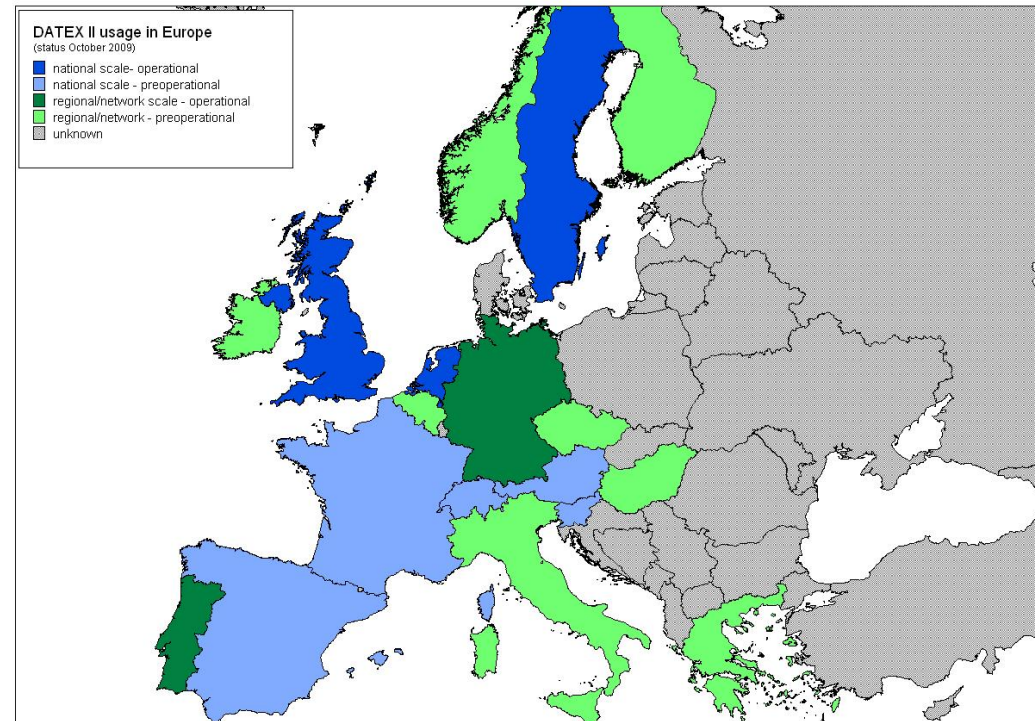 DATEX II usage in Europe
(status October 2009)
national scale- operational
national scale - preoperational
regional/network scale - operational
regional/network - preoperational
unknown